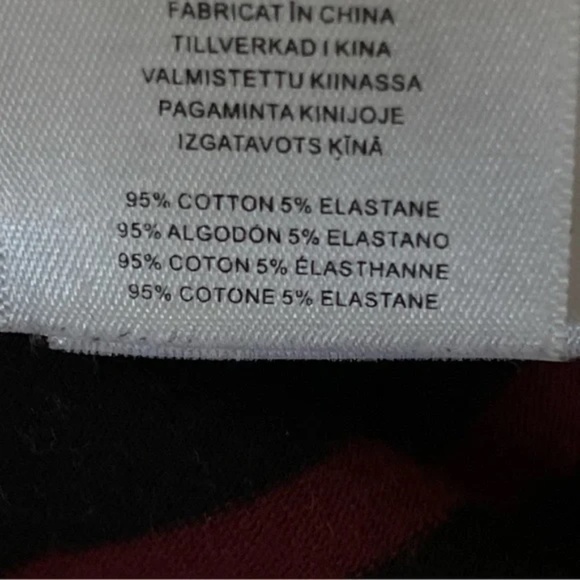 FABRICAT ÎN CHINA
TILLVERKAD I KINA
VALMISTETTU KIINASSA
PAGAMINTA KINIJOJE
IZGATAVOTS ĶĪNĀ
95% COTTON 5% ELASTANE
95% ALGODÓN 5% ELASTANO
95% COTON 5% ÉLASTHANNE
95% COTONE 5% ELASTANE